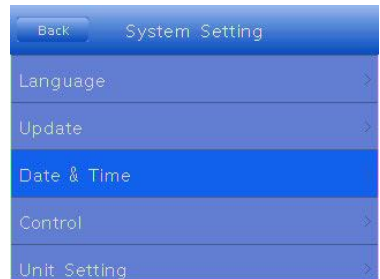 Back
System Setting
Language
Update
Date & Time
Control
Unit Setting